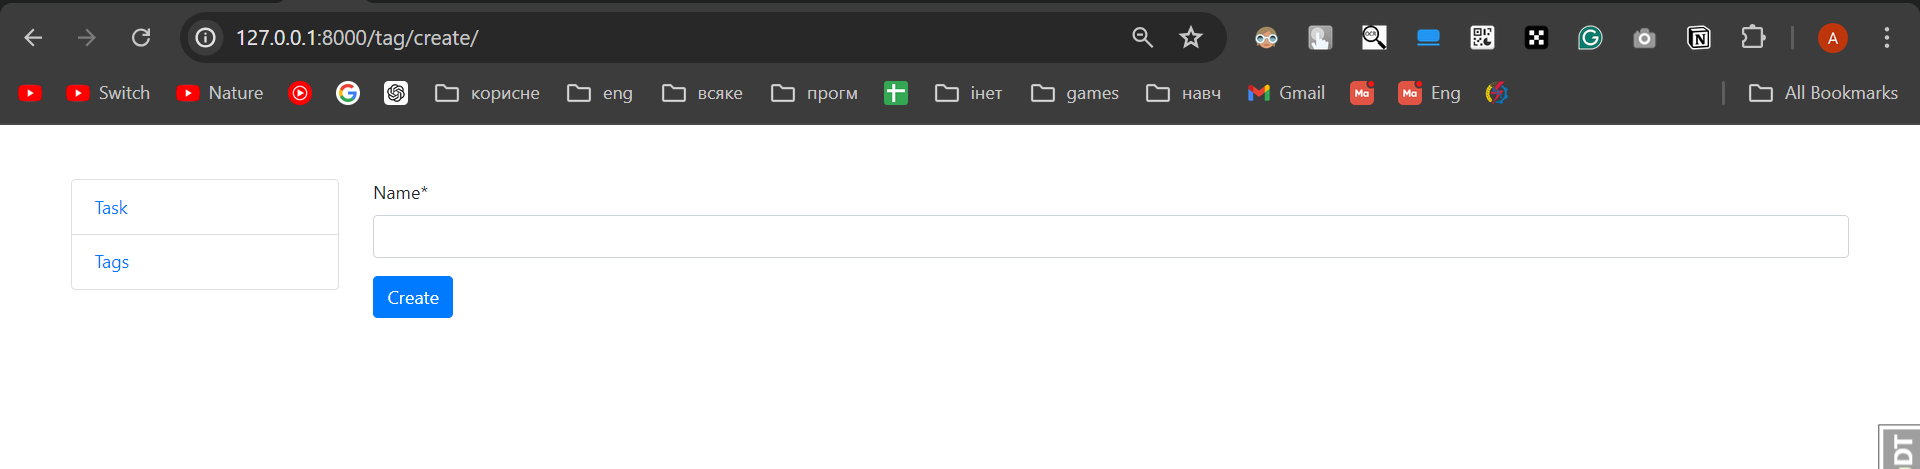 127.0.0.1:8000/tag/create/
A
Switch
Nature
корисне
eng
всяке
прогм
інет
games
навч
Gmail
Ma
Ma
Eng
All Bookmarks
Task
Tags
Name*
Create